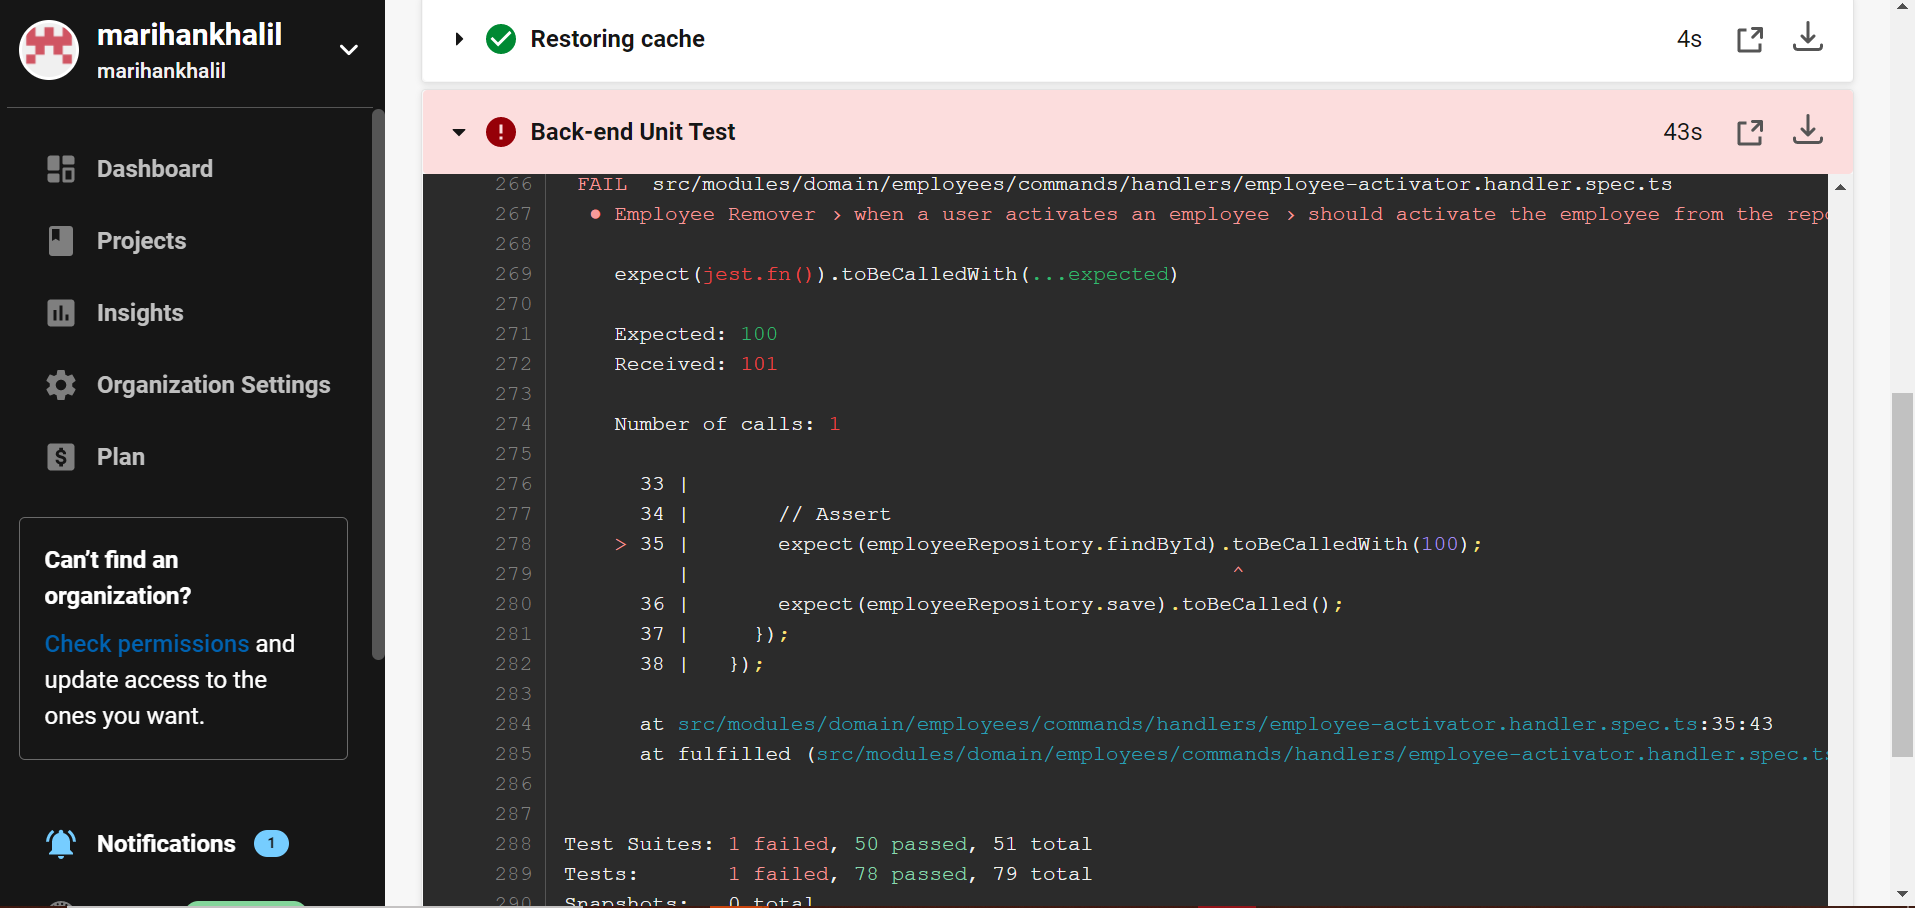 marihankhalil
marihankhalil
Dashboard
Projects
Insights
Organization Settings
Plan
Can’t find an
organization?
Check permissions and
update access to the
ones you want.
Notifications 1
Restoring cache 4s
! Back-end Unit Test 43s
266 FAIL src/modules/domain/employees/commands/handlers/employee-activator.handler.spec.ts
267 ● Employee Remover › when a user activates an employee › should activate the employee from the repo
268
269 expect(jest.fn()).toBeCalledWith(...expected)
270
271 Expected: 100
272 Received: 101
273
274 Number of calls: 1
275
276 33 |
277 34 | // Assert
278 > 35 | expect(employeeRepository.findById).toBeCalledWith(100);
279 | ^
280 36 | expect(employeeRepository.save).toBeCalled();
281 37 | });
282 38 | });
283
284 at src/modules/domain/employees/commands/handlers/employee-activator.handler.spec.ts:35:43
285 at fulfilled (src/modules/domain/employees/commands/handlers/employee-activator.handler.spec.ts
286
287
288 Test Suites: 1 failed, 50 passed, 51 total
289 Tests: 1 failed, 78 passed, 79 total
290 Snapshots: 0 total